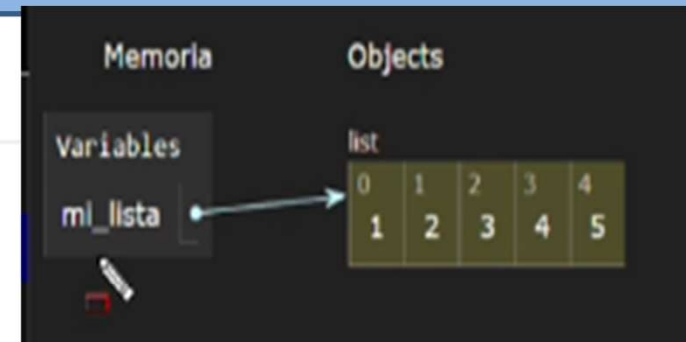 Memoria
Objects
Variables
list
mi_lista
0 1 2 3 4
1 2 3 4 5